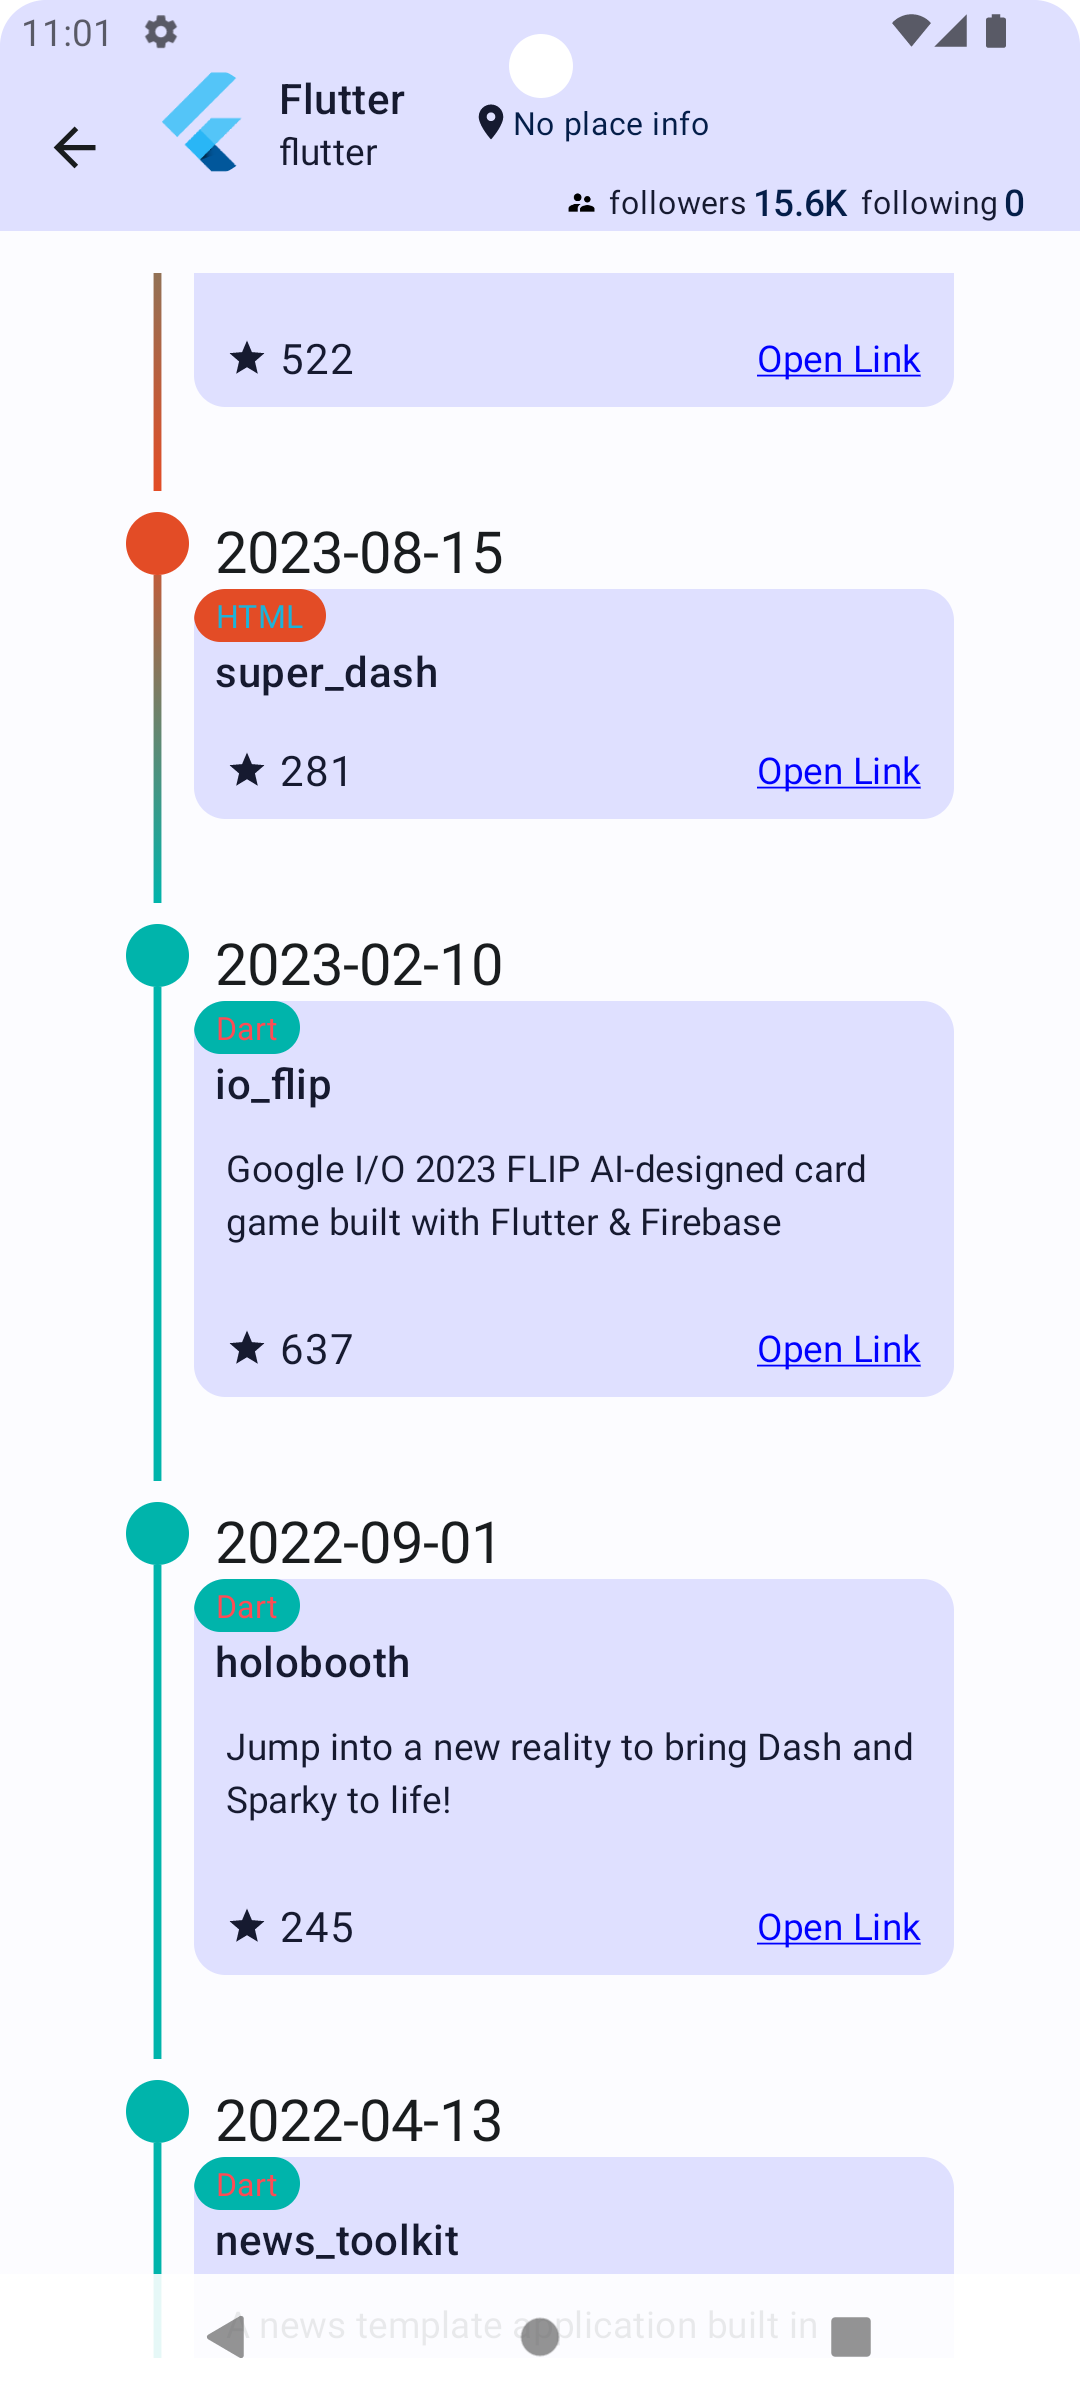 11:01
Flutter
flutter
No place info
followers 15.6K following 0
522 Open Link
2023-08-15
HTML
super_dash
281 Open Link
2023-02-10
Dart
io_flip
Google I/O 2023 FLIP AI-designed card
game built with Flutter & Firebase
637 Open Link
2022-09-01
Dart
holobooth
Jump into a new reality to bring Dash and
Sparky to life!
245 Open Link
2022-04-13
Dart
news_toolkit
A news template application built in